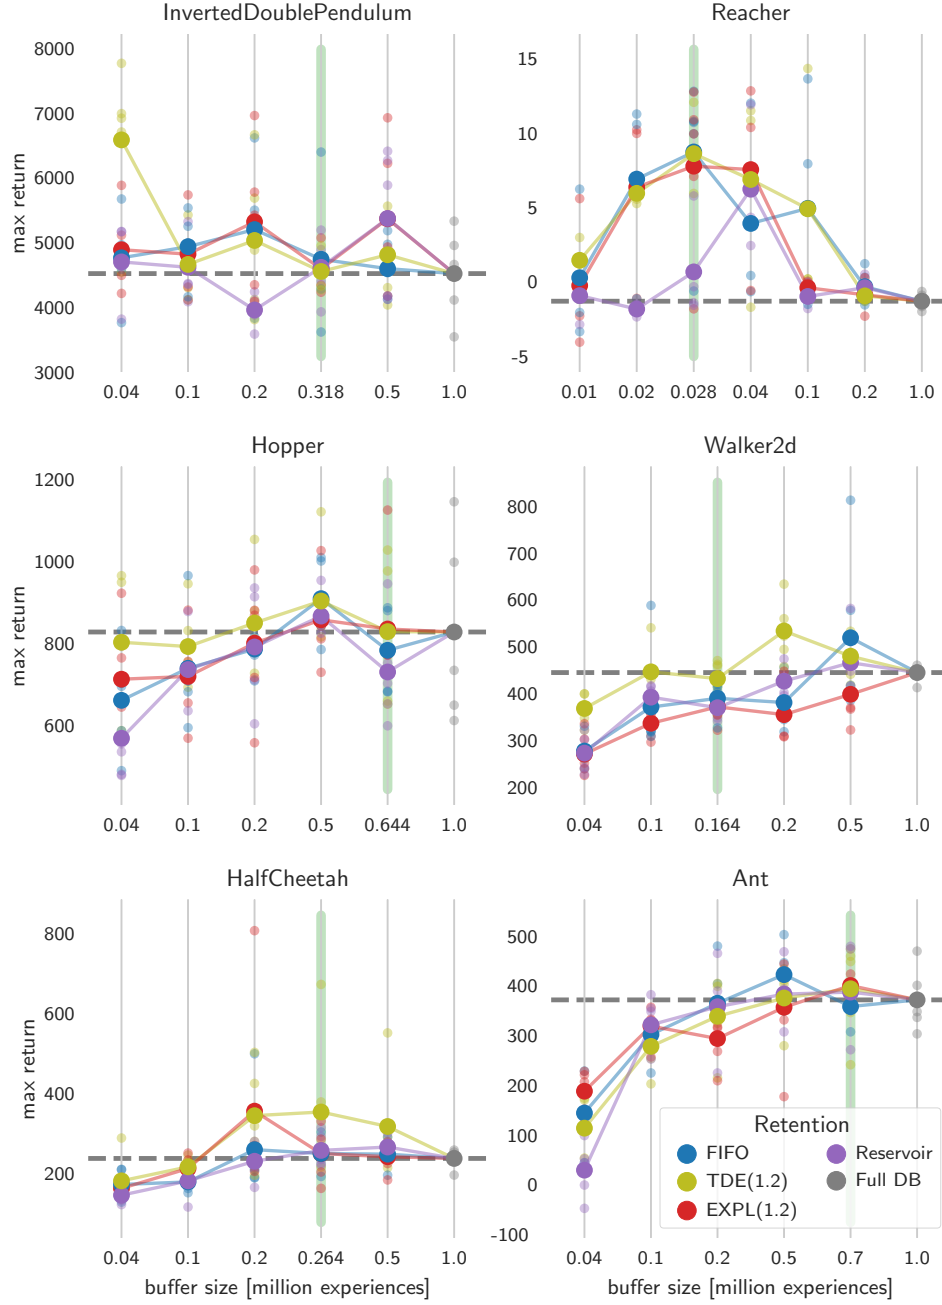 InvertedDoublePendulum
max return
8000
7000
6000
5000
4000
3000
0.04 0.1 0.2 0.318 0.5 1.0
Reacher
15
10
5
0
-5
0.01 0.02 0.028 0.04 0.1 0.2 1.0
Hopper
max return
1200
1000
800
600
0.04 0.1 0.2 0.5 0.644 1.0
Walker2d
800
700
600
500
400
300
200
0.04 0.1 0.164 0.2 0.5 1.0
HalfCheetah
max return
800
600
400
200
0.04 0.1 0.2 0.264 0.5 1.0
buffer size [million experiences]
Ant
500
400
300
200
100
0
-100
Retention
FIFO
TDE(1.2)
EXPL(1.2)
Reservoir
Full DB
0.04 0.1 0.2 0.5 0.7 1.0
buffer size [million experiences]